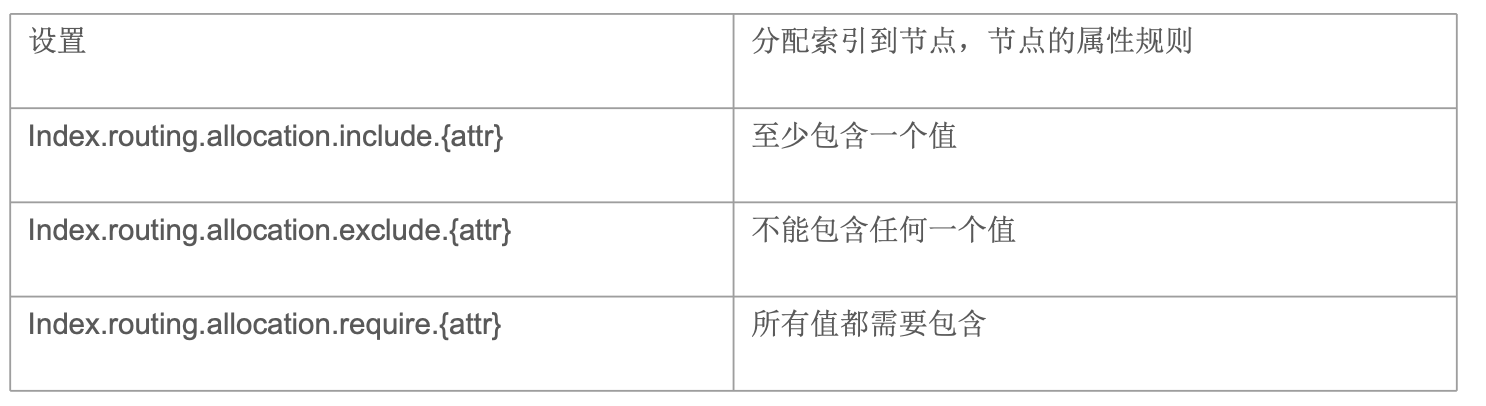 设置
分配索引到节点，节点的属性规则
Index.routing.allocation.include.{attr}
至少包含一个值
Index.routing.allocation.exclude.{attr}
不能包含任何一个值
Index.routing.allocation.require.{attr}
所有值都需要包含